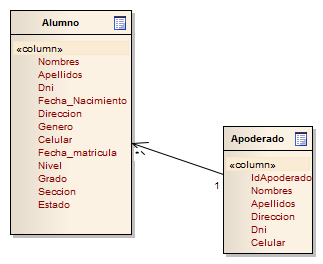 Alumno
«column»
Nombres
Apellidos
Dni
Fecha_Nacimiento
Direccion
Genero
Celular
Fecha_matricula
Nivel
Grado
Seccion
Estado
*
1
Apoderado
«column»
IdApoderado
Nombres
Apellidos
Direccion
Dni
Celular